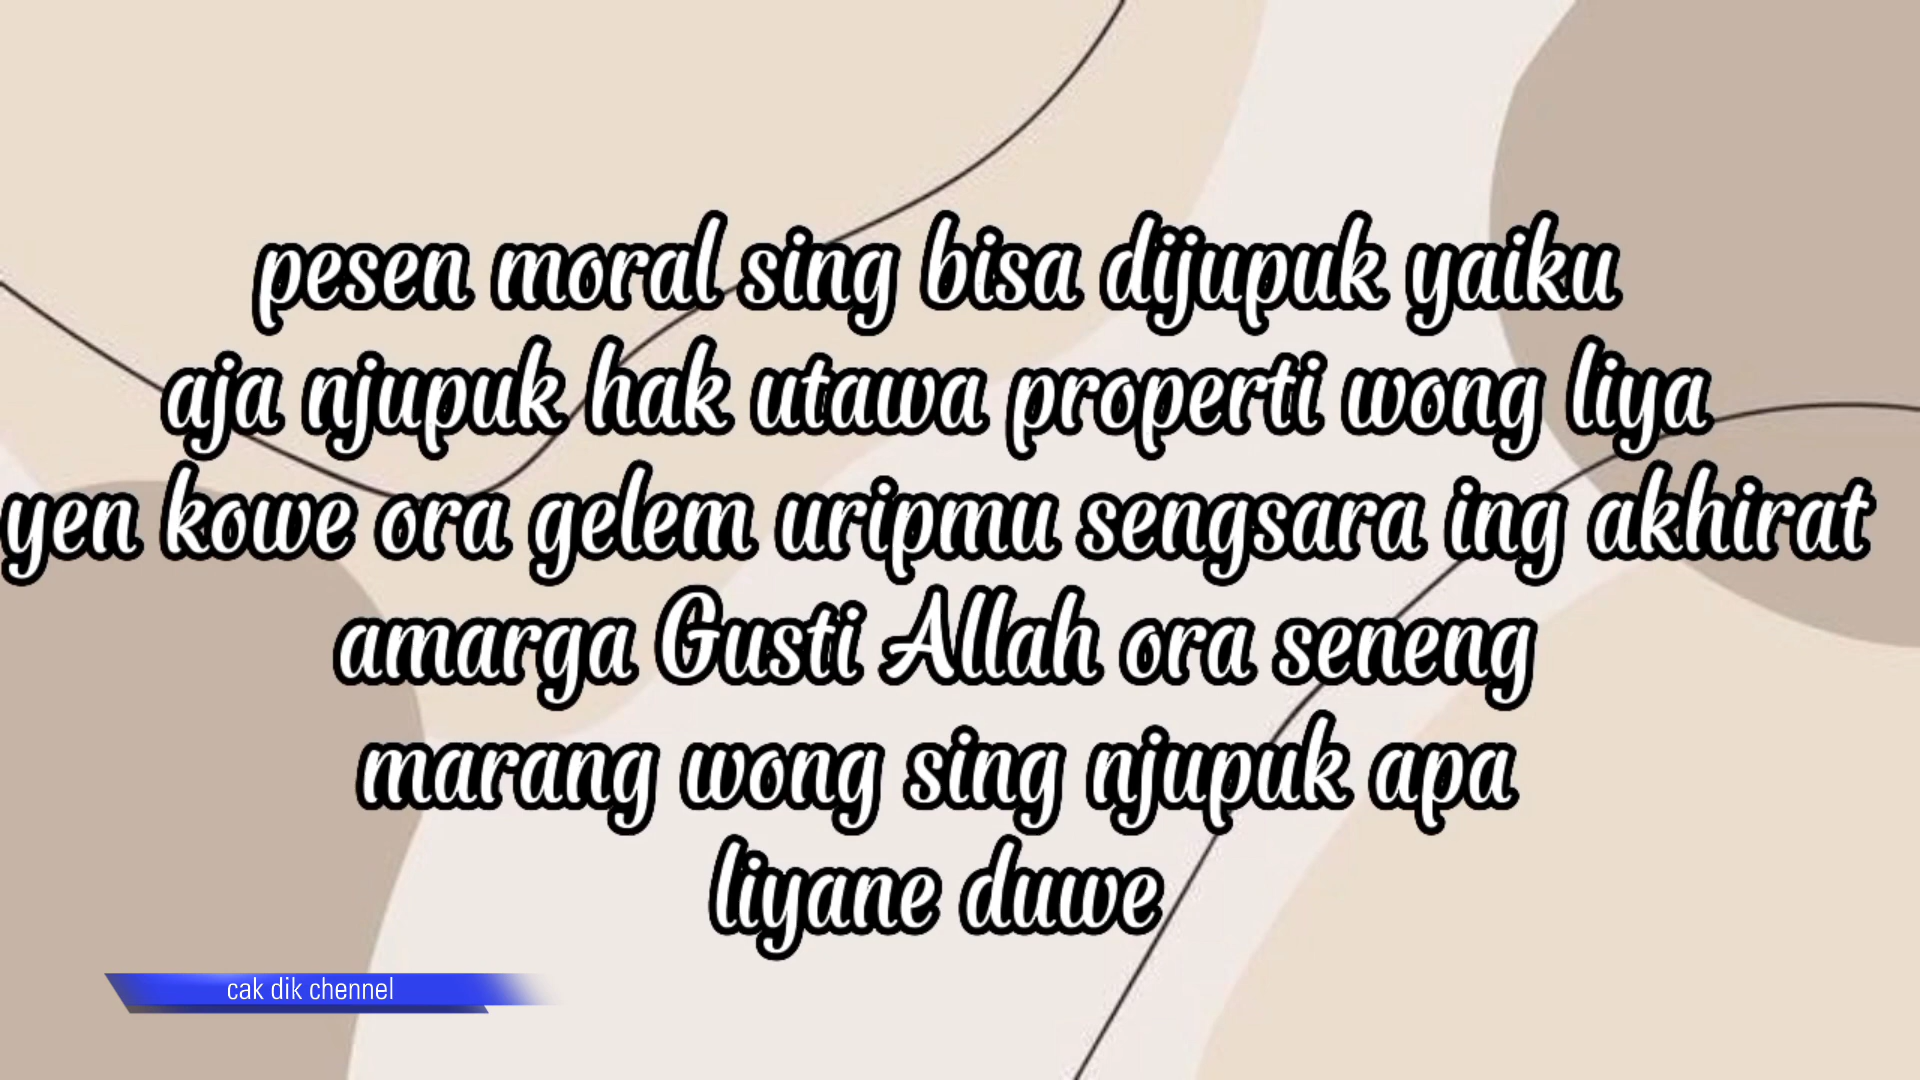 pesen moral sing bisa dijupuk yaiku
aja njupuk hak utawa properti wong liya
yen kowe ora gelem uripmu sengsara ing akhirat
amarga Gusti Allah ora seneng
marang wong sing njupuk apa
liyane duwe
cak dik chennel